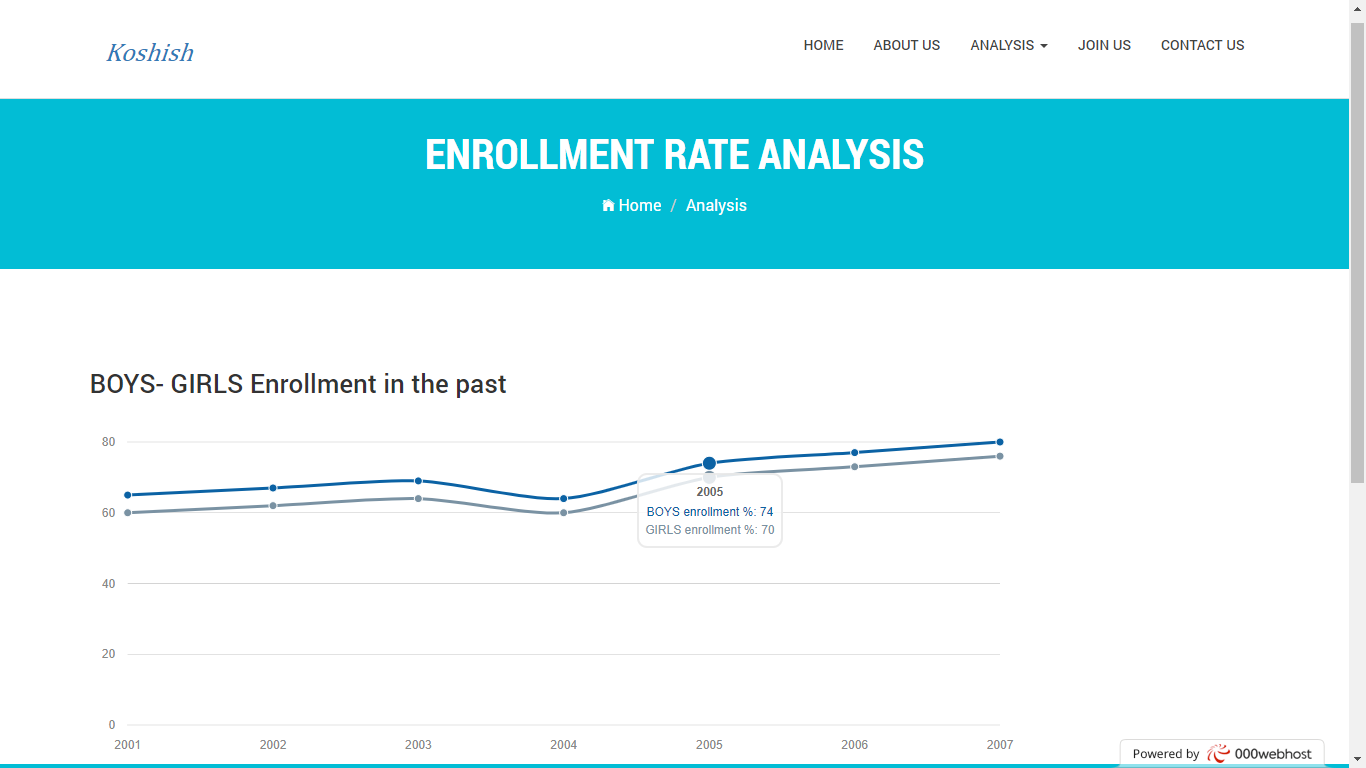 Koshish
HOME ABOUT US ANALYSIS JOIN US CONTACT US
ENROLLMENT RATE ANALYSIS
Home / Analysis
BOYS- GIRLS Enrollment in the past
80
60
40
20
0
2005
BOYS enrollment %: 74
GIRLS enrollment %: 70
2001 2002 2003 2004 2005 2006 2007
Powered by 000webhost